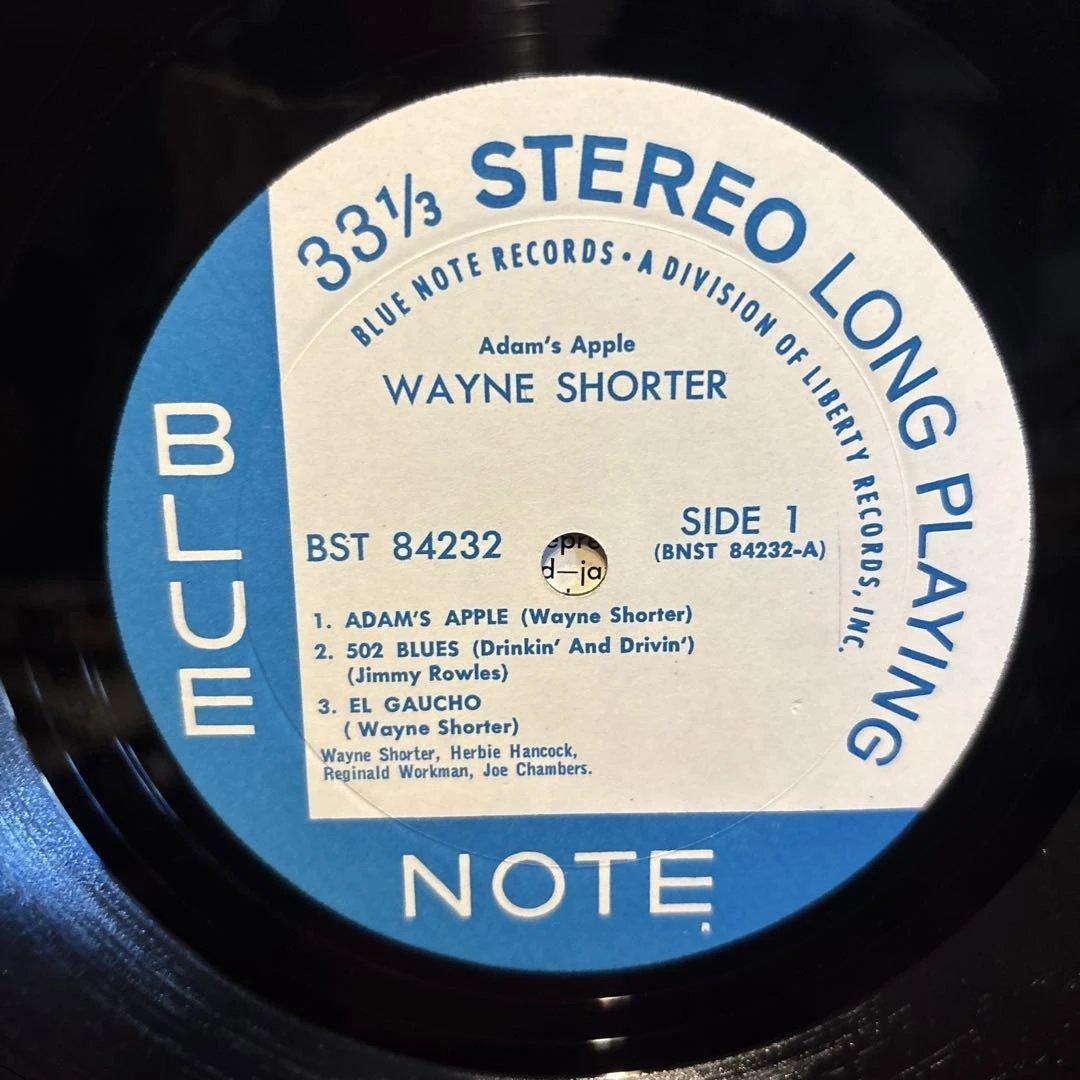 33⅓ STEREO LONG PLAYING
BLUE NOTE RECORDS • A DIVISION OF LIBERTY RECORDS, INC.
Adam's Apple
WAYNE SHORTER
BST 84232
SIDE 1
(BNST 84232-A)
1. ADAM'S APPLE (Wayne Shorter)
2. 502 BLUES (Drinkin' And Drivin')
(Jimmy Rowles)
3. EL GAUCHO
( Wayne Shorter)
Wayne Shorter, Herbie Hancock,
Reginald Workman, Joe Chambers.
BLUE
NOTE